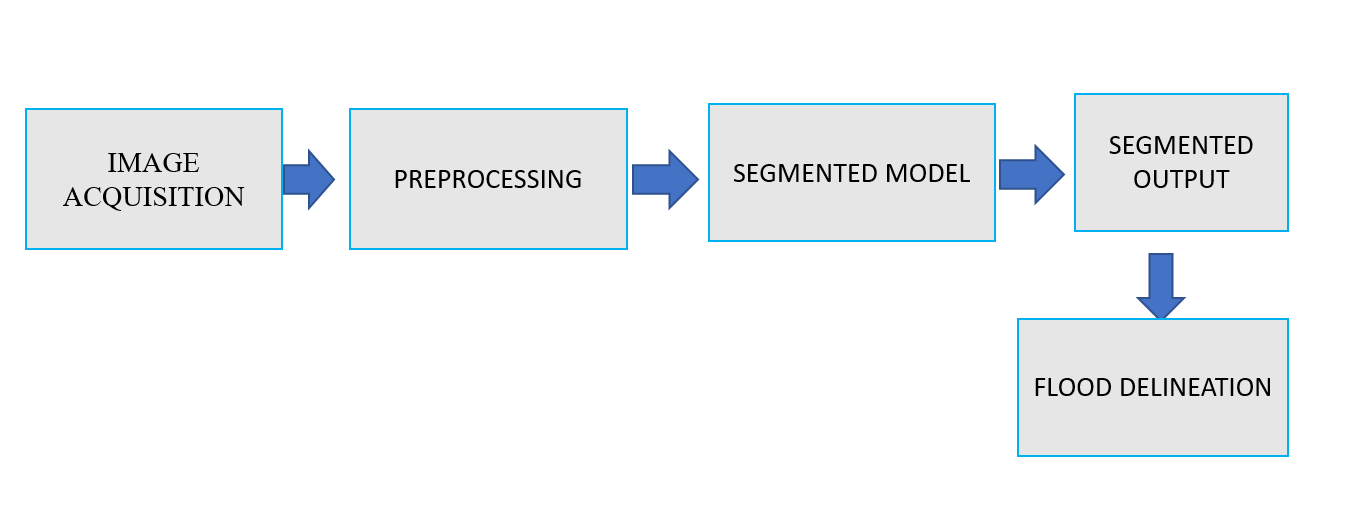 IMAGE
ACQUISITION
PREPROCESSING
SEGMENTED MODEL
SEGMENTED
OUTPUT
FLOOD DELINEATION